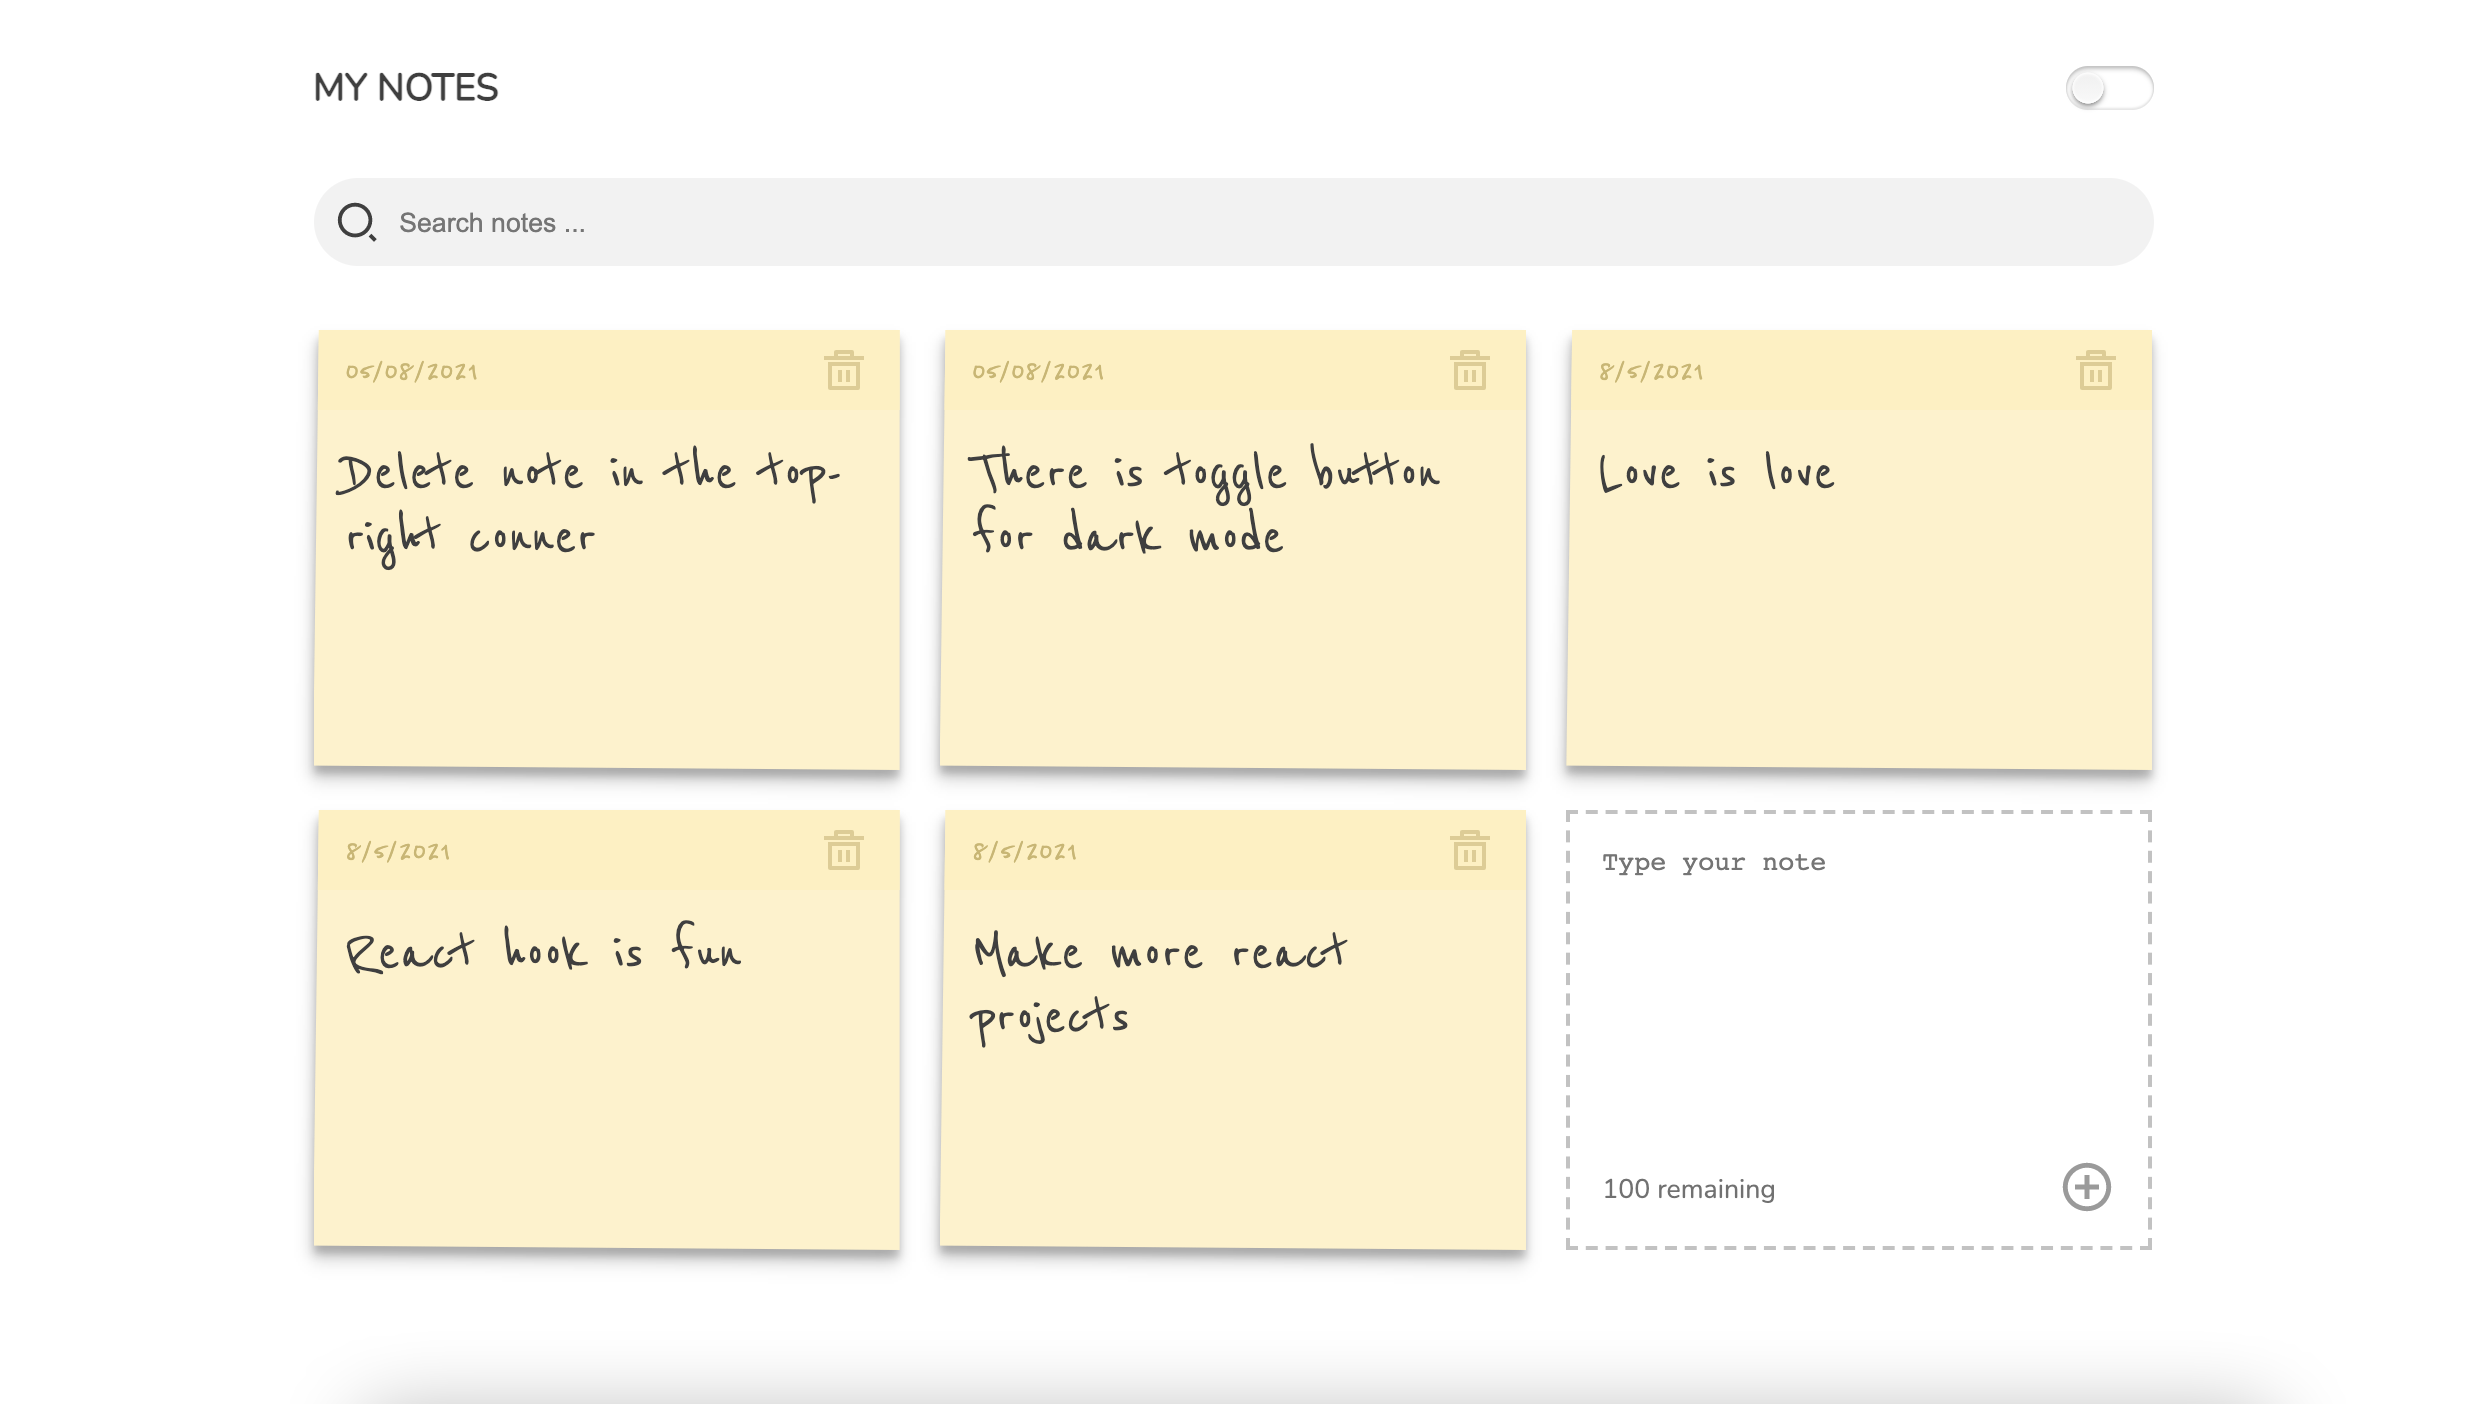 MY NOTES
Search notes ...
05/08/2021
Delete note in the top-
right conner
05/08/2021
There is toggle button
for dark mode
8/5/2021
Love is love
8/5/2021
React hook is fun
8/5/2021
Make more react
projects
Type your note
100 remaining